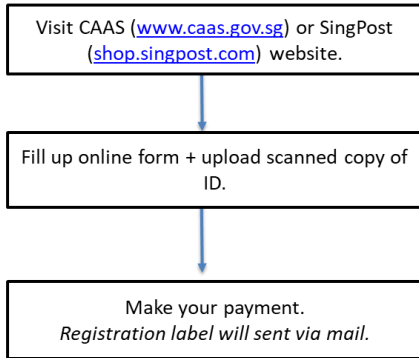 Visit CAAS (www.caas.gov.sg) or SingPost
(shop.singpost.com) website.
Fill up online form + upload scanned copy of
ID.
Make your payment.
Registration label will sent via mail.